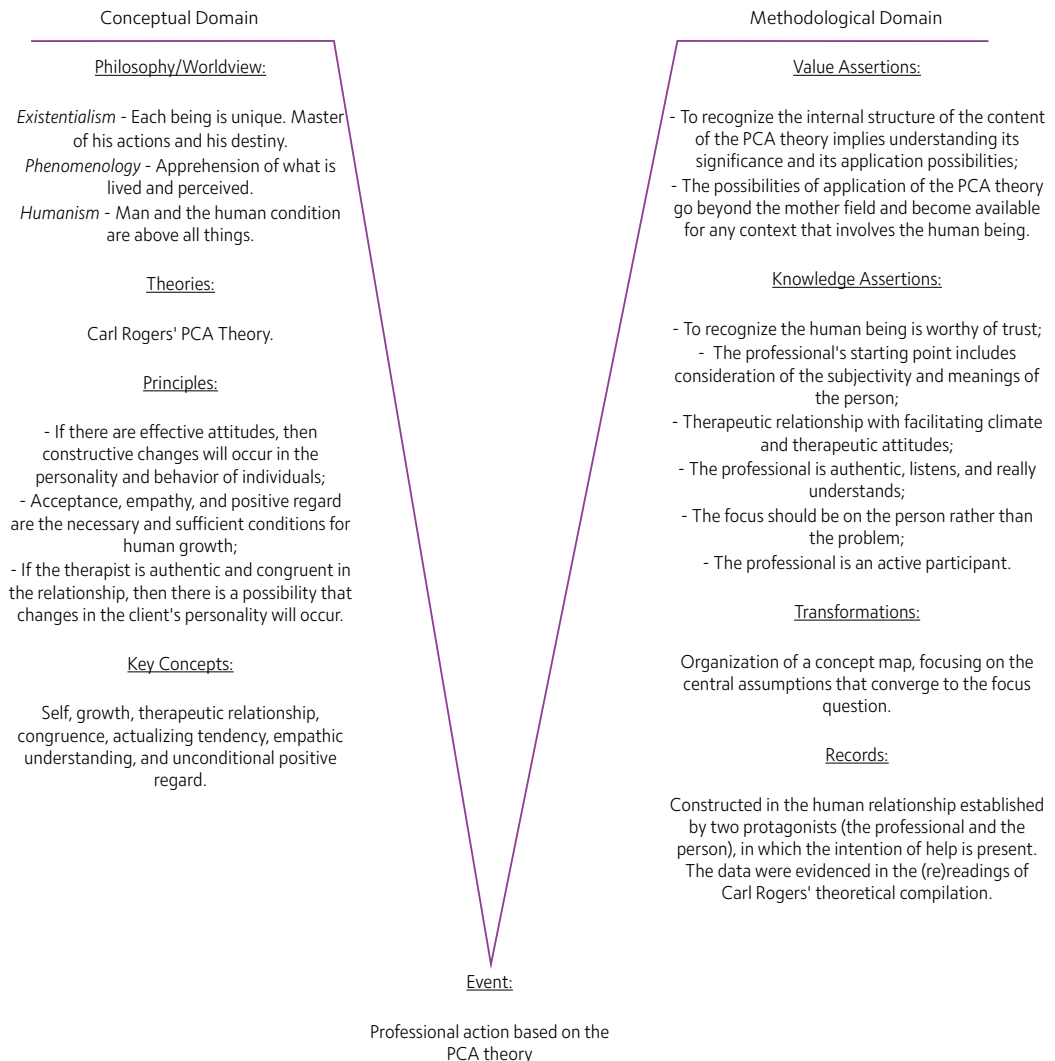 Conceptual Domain
Philosophy/Worldview:
Existentialism - Each being is unique. Master
of his actions and his destiny.
Phenomenology - Apprehension of what is
lived and perceived.
Humanism - Man and the human condition
are above all things.
Theories:
Carl Rogers' PCA Theory.
Principles:
- If there are effective attitudes, then
constructive changes will occur in the
personality and behavior of individuals;
- Acceptance, empathy, and positive regard
are the necessary and sufficient conditions for
human growth;
- If the therapist is authentic and congruent in
the relationship, then there is a possibility that
changes in the client's personality will occur.
Key Concepts:
Self, growth, therapeutic relationship,
congruence, actualizing tendency, empathic
understanding, and unconditional positive
regard.
Methodological Domain
Value Assertions:
- To recognize the internal structure of the content
of the PCA theory implies understanding its
significance and its application possibilities;
- The possibilities of application of the PCA theory
go beyond the mother field and become available
for any context that involves the human being.
Knowledge Assertions:
- To recognize the human being is worthy of trust;
- The professional's starting point includes
consideration of the subjectivity and meanings of
the person;
- Therapeutic relationship with facilitating climate
and therapeutic attitudes;
- The professional is authentic, listens, and really
understands;
- The focus should be on the person rather than
the problem;
- The professional is an active participant.
Transformations:
Organization of a concept map, focusing on the
central assumptions that converge to the focus
question.
Records:
Constructed in the human relationship established
by two protagonists (the professional and the
person), in which the intention of help is present.
The data were evidenced in the (re)readings of
Carl Rogers' theoretical compilation.
Event:
Professional action based on the
PCA theory